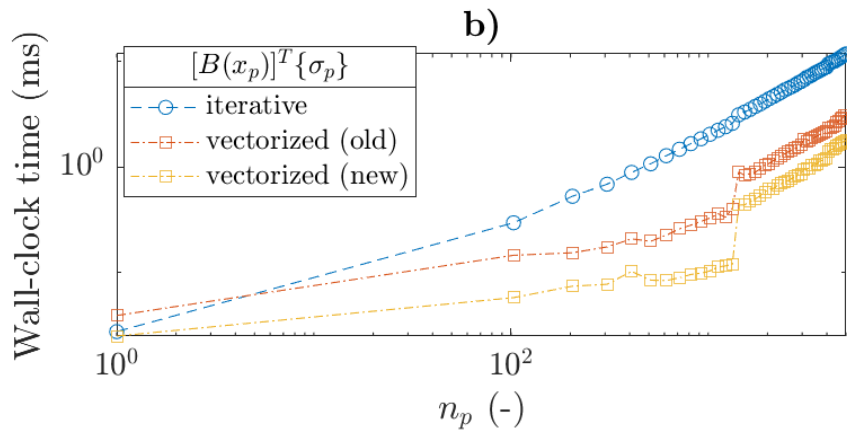 b)
[B(x_p)]^T{σ_p}
iterative
vectorized (old)
vectorized (new)
Wall-clock time (ms)
10^0
10^0
10^2
n_p (-)